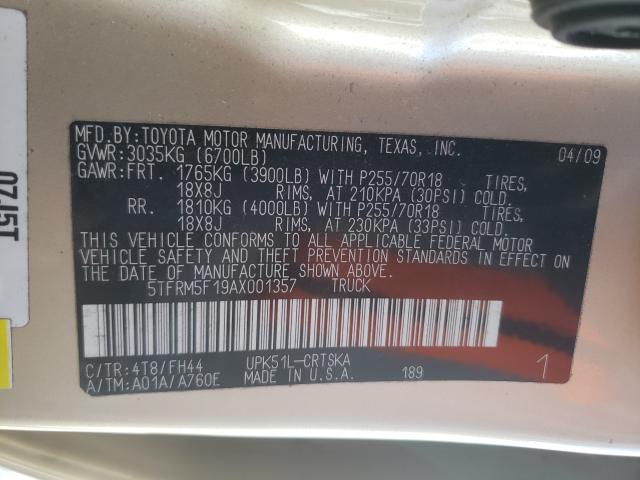 MFD.BY:TOYOTA MOTOR MANUFACTURING, TEXAS, INC. 04/09
GVWR:3035KG (6700LB)
GAWR:FRT. 1765KG (3900LB) WITH P255/70R18 TIRES,
18X8J RIMS, AT 210KPA (30PSI) COLD.
RR. 1810KG (4000LB) WITH P255/70R18 TIRES,
18X8J RIMS, AT 230KPA (33PSI) COLD.
THIS VEHICLE CONFORMS TO ALL APPLICABLE FEDERAL MOTOR
VEHICLE SAFETY AND THEFT PREVENTION STANDARDS IN EFFECT ON
THE DATE OF MANUFACTURE SHOWN ABOVE.
5TFRM5F19AX001357 TRUCK
C/TR:4T8/FH44 UPK51L-CRTSKA
A/TM:A01A/A760E MADE IN U.S.A. 189 1